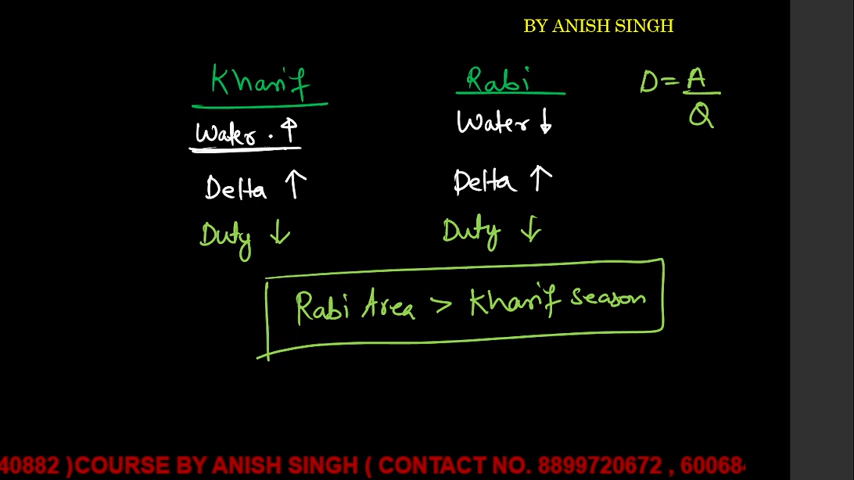 BY ANISH SINGH
Kharif Rabi D = A/Q
Water . ↑ Water ↓
Delta ↑ Delta ↑
Duty ↓ Duty ↓
Rabi Area > Kharif season
40882 )COURSE BY ANISH SINGH ( CONTACT NO. 8899720672 , 60068